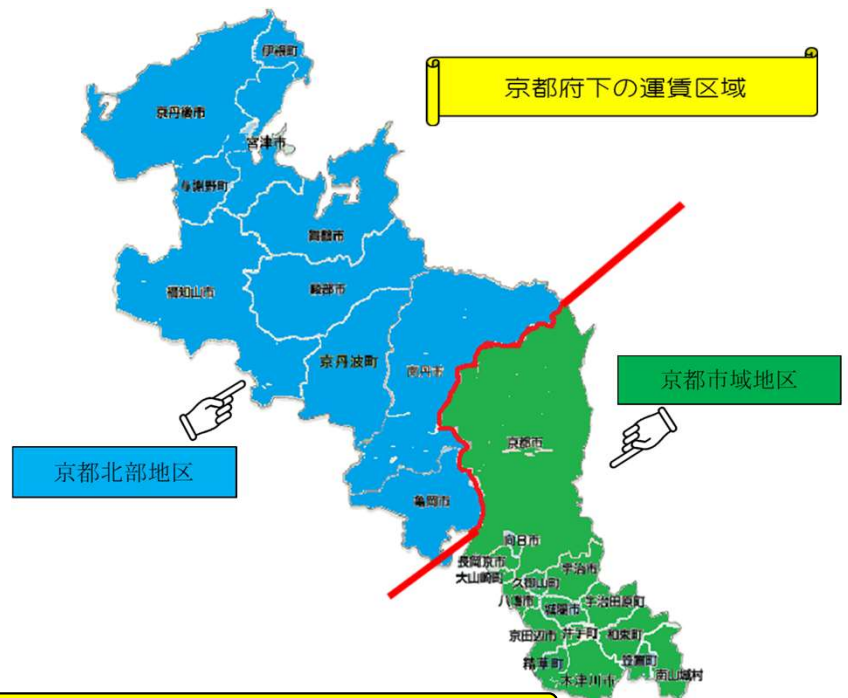 京都府下の運賃区域
伊根町
京丹後市
宮津市
与謝野町
舞鶴市
福知山市
綾部市
京丹波町
南丹市
京都市域地区
京都市
京都北部地区
亀岡市
向日市
長岡京市
宇治市
大山崎町
久御山町
八幡市
城陽市
宇治田原町
京田辺市
井手町
和束町
精華町
笠置町
木津川市
南山城村